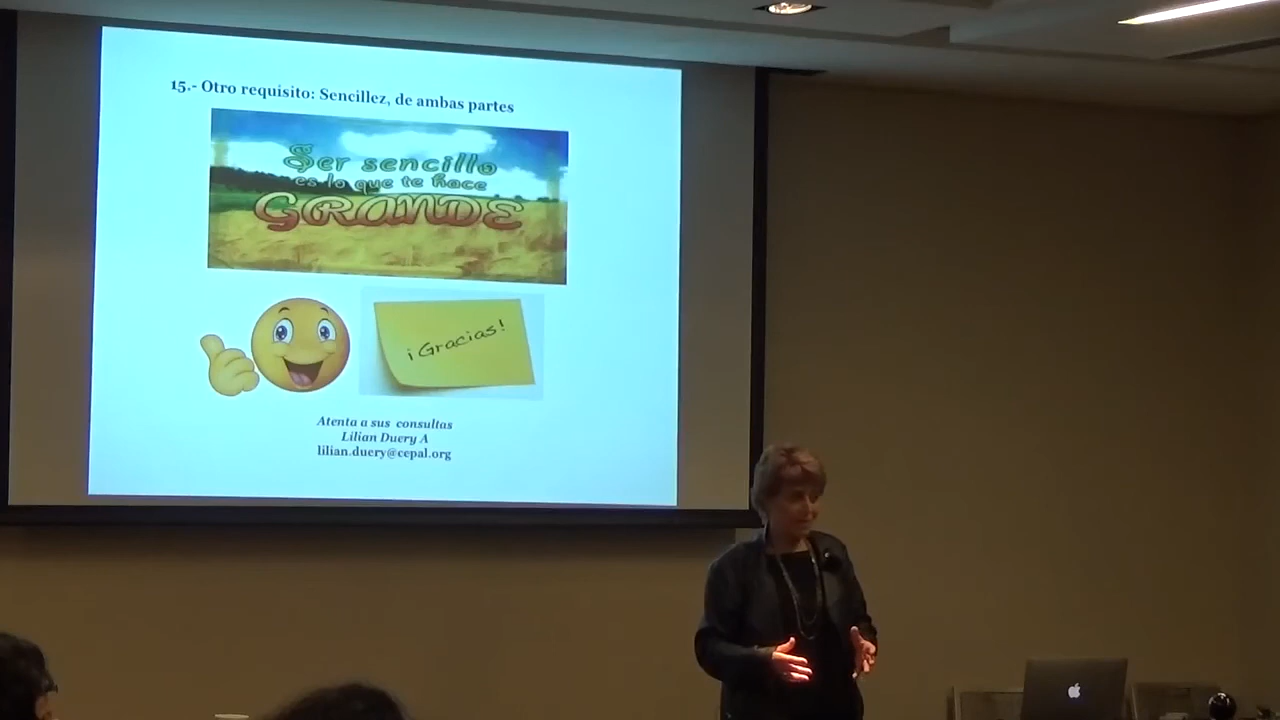 15.- Otro requisito: Sencillez, de ambas partes
Ser sencillo
es lo que te hace
GRANDE
¡Gracias!
Atenta a sus consultas
Lilian Duery A
lilian.duery@cepal.org